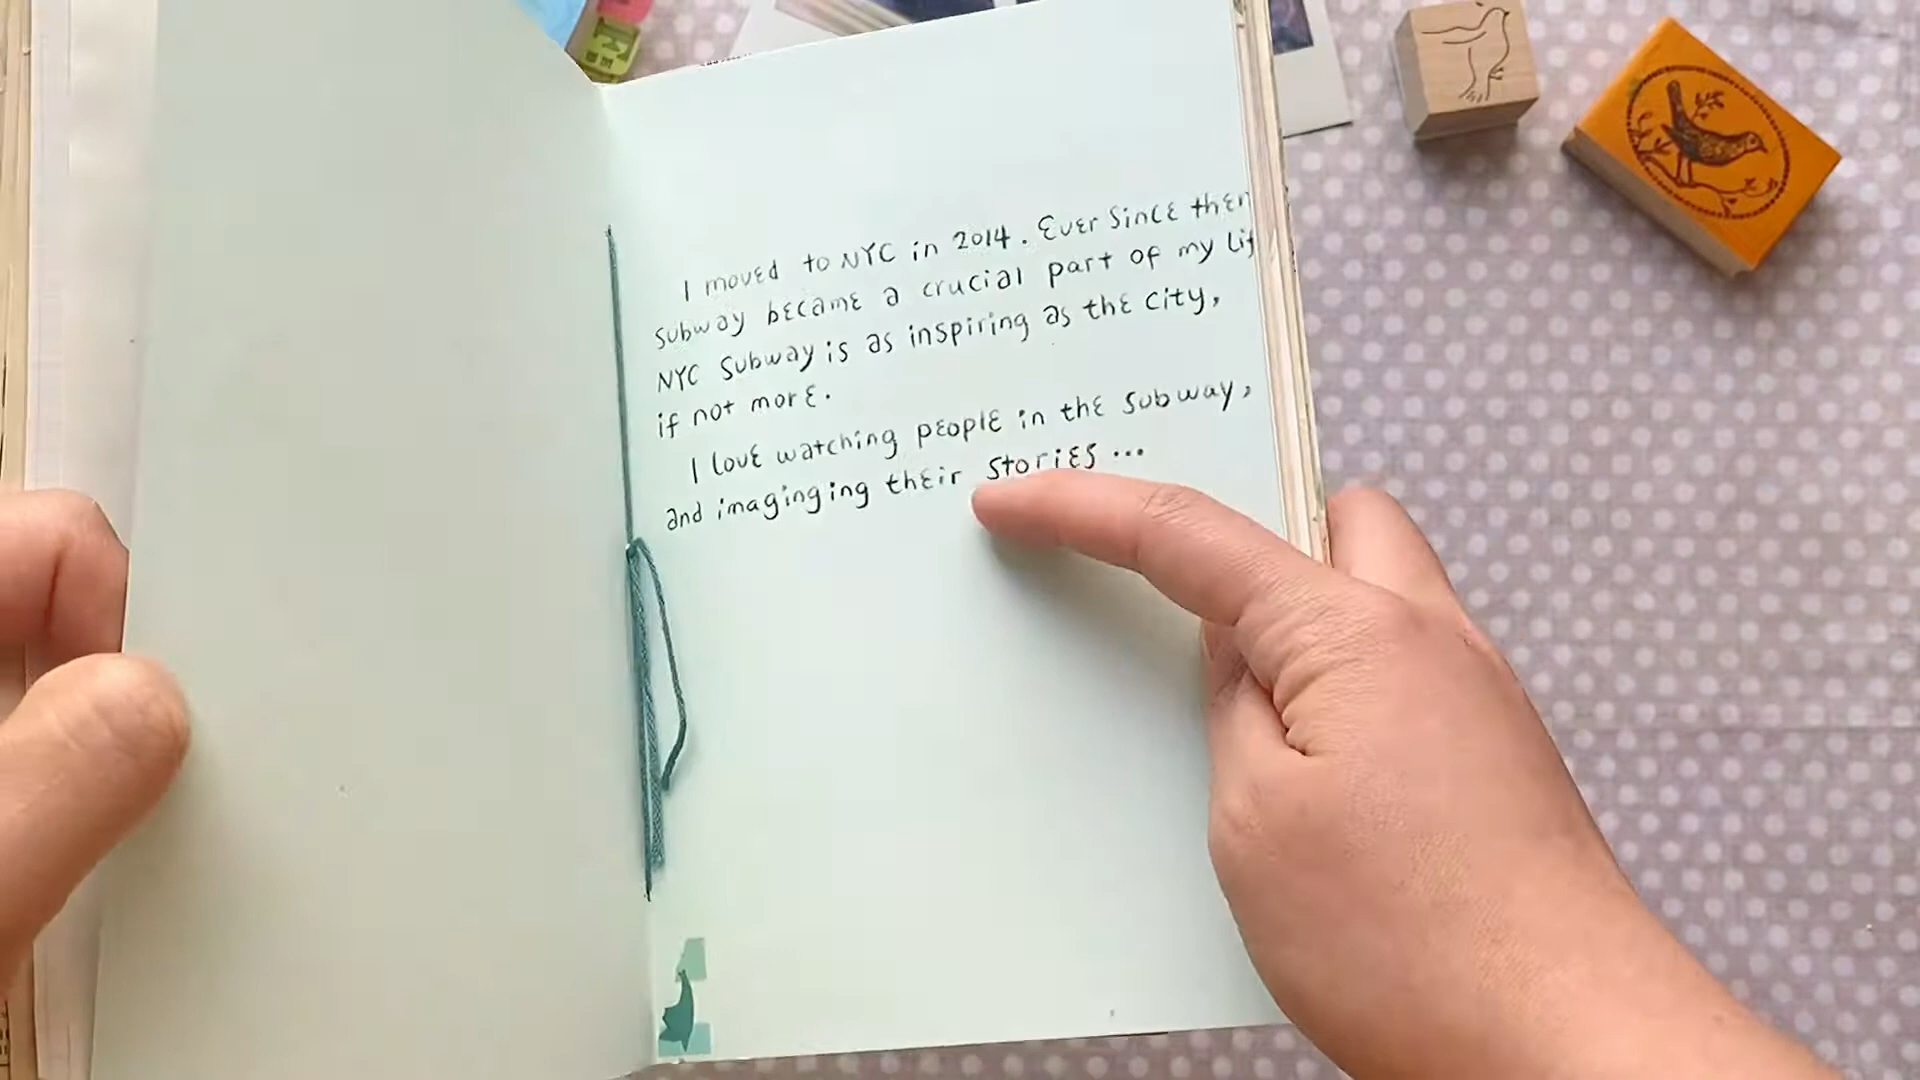 I moved to NYC in 2014. Ever since then
subway became a crucial part of my lif
NYC Subway is as inspiring as the city,
if not more.
I love watching people in the subway,
and imaginging their stories...